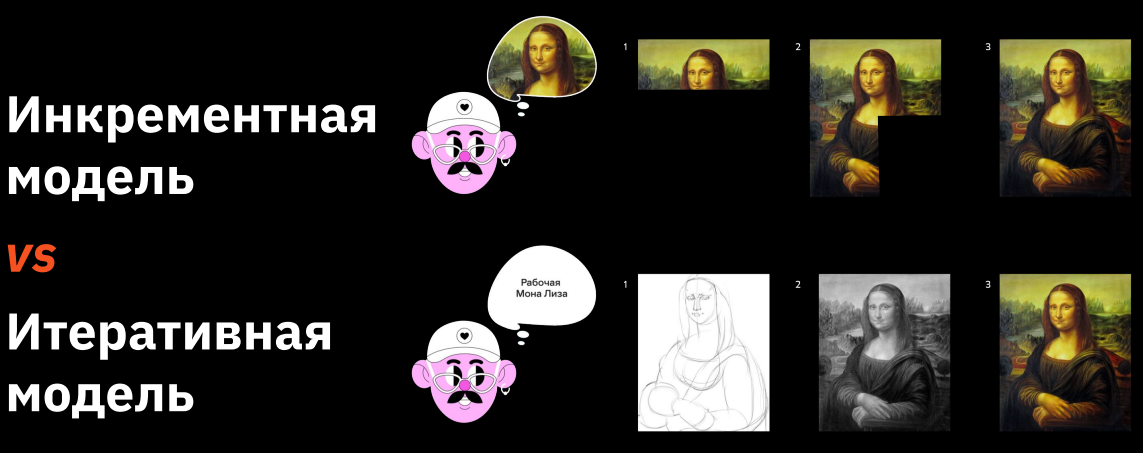 Инкрементная
модель
1
2
3
vs
Рабочая
Мона Лиза
Итеративная
модель
1
2
3